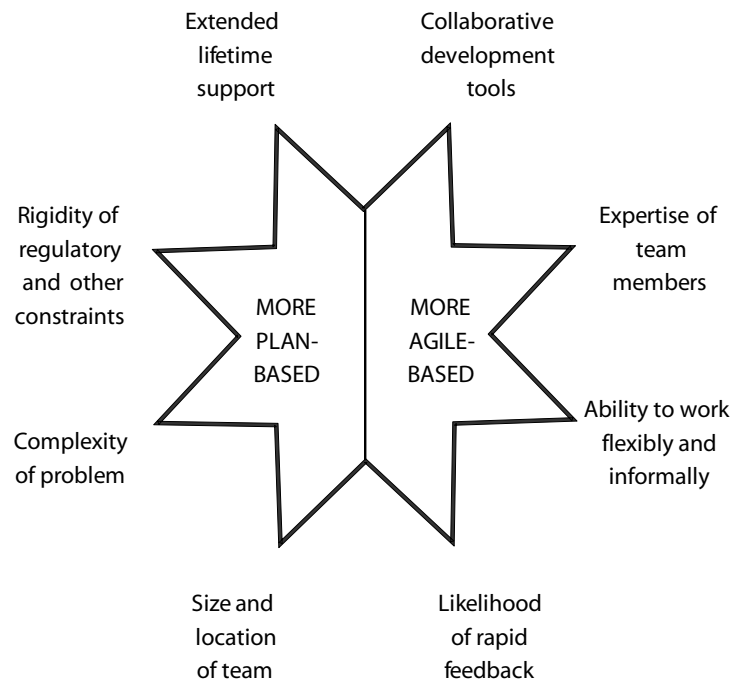 Extended
lifetime
support
Collaborative
development
tools
Rigidity of
regulatory
and other
constraints
Expertise of
team
members
MORE
PLAN-
BASED
MORE
AGILE-
BASED
Complexity
of problem
Ability to work
flexibly and
informally
Size and
location
of team
Likelihood
of rapid
feedback